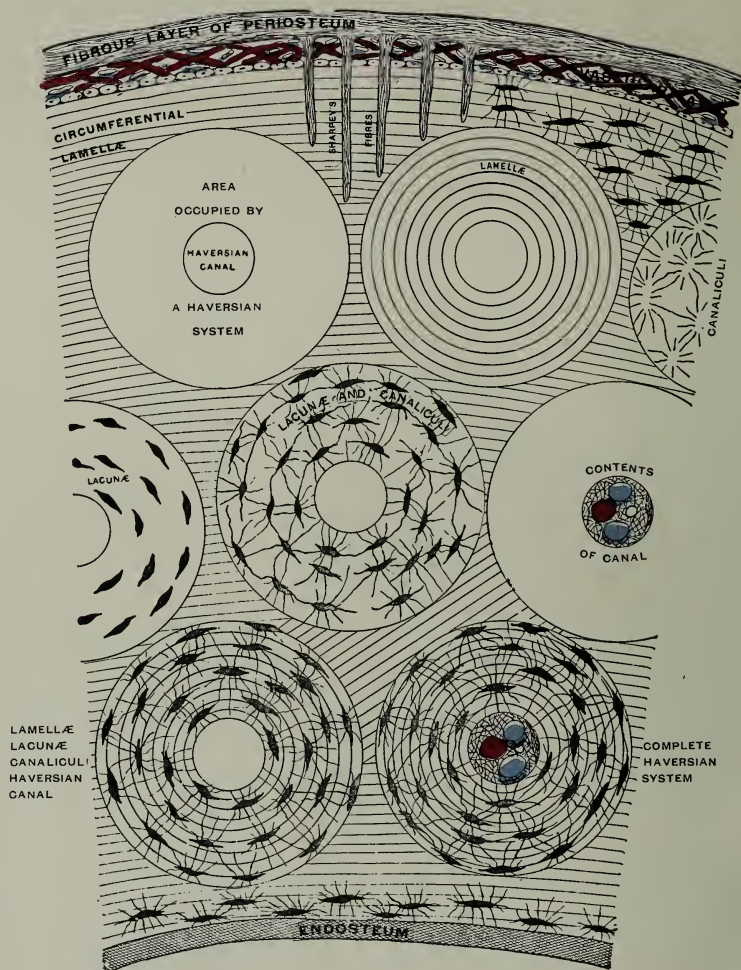 FIBROUS LAYER OF PERIOSTEUM
CIRCUMFERENTIAL
LAMELLÆ
SHARPEY'S
FIBRES
AREA
OCCUPIED BY
HAVERSIAN
CANAL
A HAVERSIAN
SYSTEM
LAMELLÆ
CANALICULI
LACUNÆ
LACUNÆ AND CANALICULI
CONTENTS
OF CANAL
LAMELLÆ
LACUNÆ
CANALICULI
HAVERSIAN
CANAL
COMPLETE
HAVERSIAN
SYSTEM
ENDOSTEUM